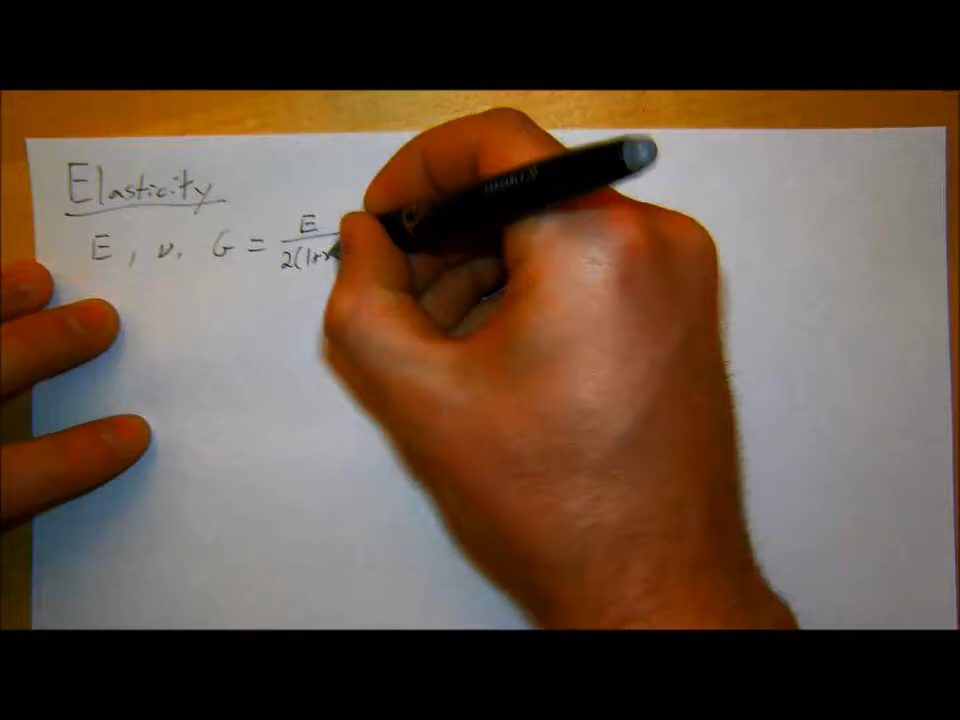 Elasticity
E , ν, G = E / 2(1+ν